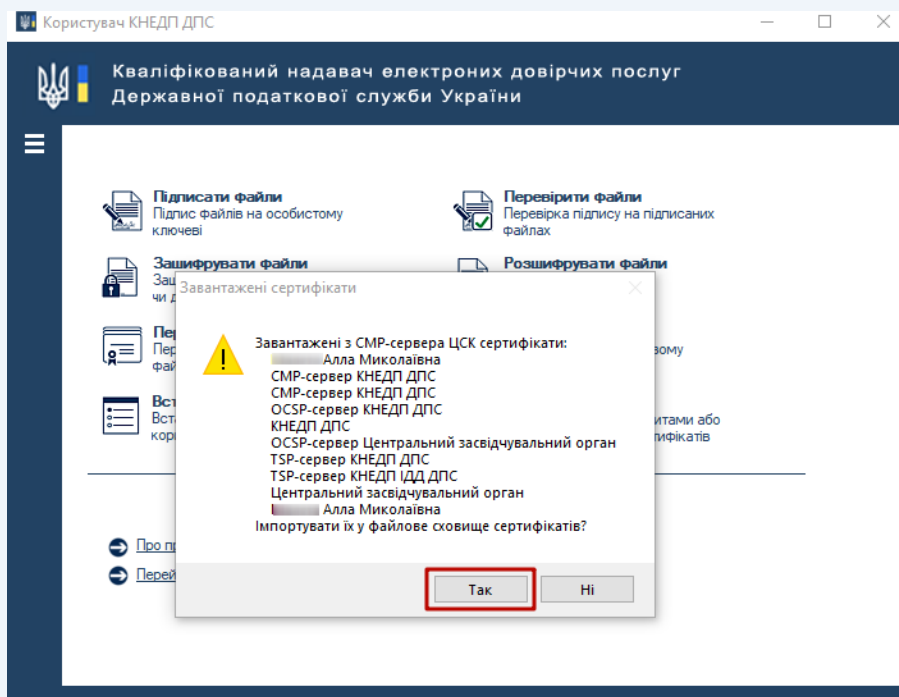 Користувач КНЕДП ДПС
Кваліфікований надавач електроних довірчих послуг
Державної податкової служби України
Підписати файли
Підпис файлів на особистому
ключеві
Перевірити файли
Перевірка підпису на підписаних
файлах
Зашифрувати файли
Розшифрувати файли
Завантажені сертифікати
Завантажені з CMP-сервера ЦСК сертифікати:
Алла Миколаївна
CMP-сервер КНЕДП ДПС
CMP-сервер КНЕДП ДПС
OCSP-сервер КНЕДП ДПС
КНЕДП ДПС
OCSP-сервер Центральний засвідчувальний орган
TSP-сервер КНЕДП ДПС
TSP-сервер КНЕДП ІДД ДПС
Центральний засвідчувальний орган
Алла Миколаївна
Імпортувати їх у файлове сховище сертифікатів?
Так
Ні